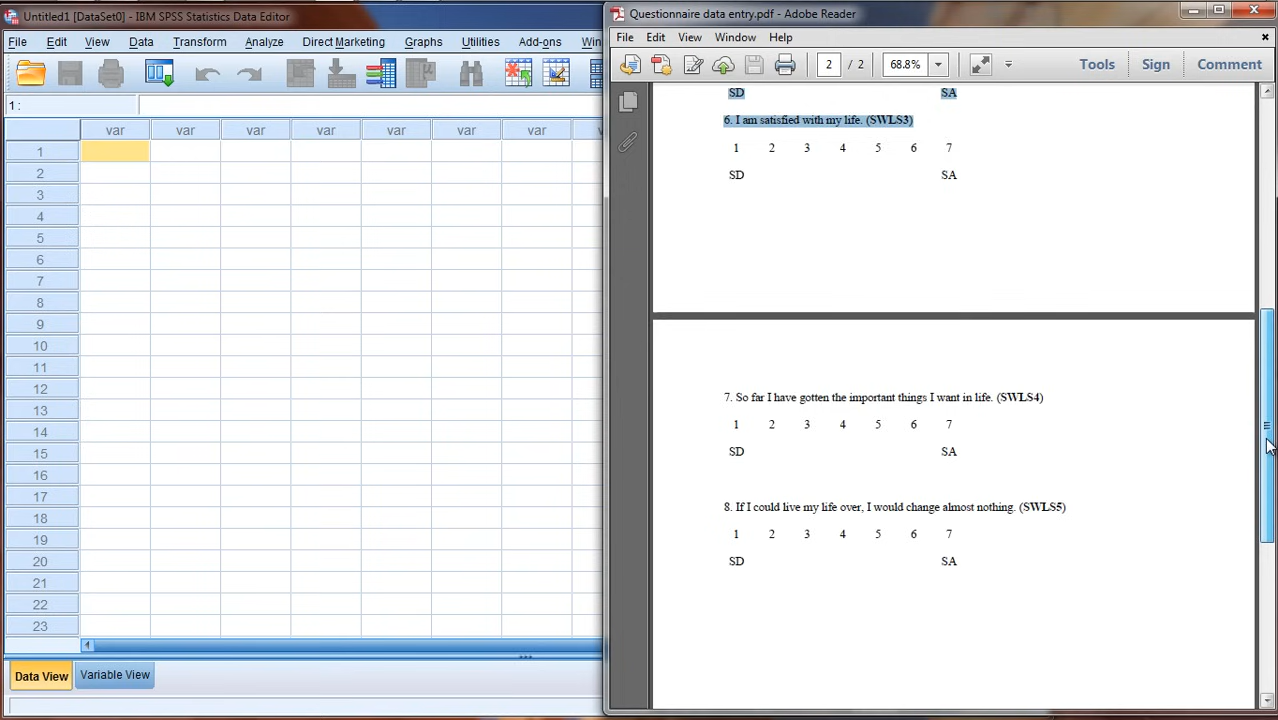 Untitled1 [DataSet0] - IBM SPSS Statistics Data Editor
File Edit View Data Transform Analyze Direct Marketing Graphs Utilities Add-ons Win
1 :
var var var var var var var
1
2
3
4
5
6
7
8
9
10
11
12
13
14
15
16
17
18
19
20
21
22
23
Data View Variable View
Questionnaire data entry.pdf - Adobe Reader
File Edit View Window Help
2 / 2 68.8% Tools Sign Comment
SD SA
6. I am satisfied with my life. (SWLS3)
1 2 3 4 5 6 7
SD SA
7. So far I have gotten the important things I want in life. (SWLS4)
1 2 3 4 5 6 7
SD SA
8. If I could live my life over, I would change almost nothing. (SWLS5)
1 2 3 4 5 6 7
SD SA